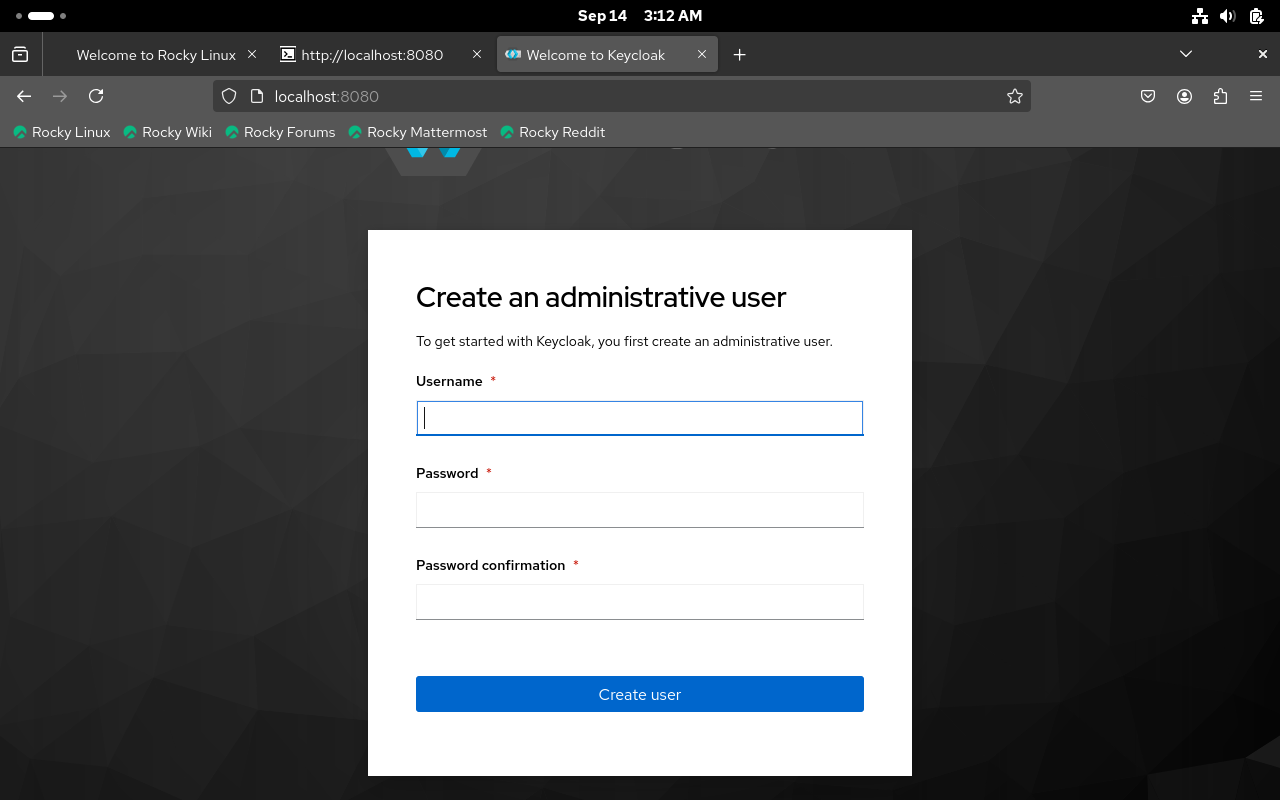 Sep 14 3:12 AM
Welcome to Rocky Linux
http://localhost:8080
Welcome to Keycloak
localhost:8080
Rocky Linux Rocky Wiki Rocky Forums Rocky Mattermost Rocky Reddit
Create an administrative user
To get started with Keycloak, you first create an administrative user.
Username *
Password *
Password confirmation *
Create user